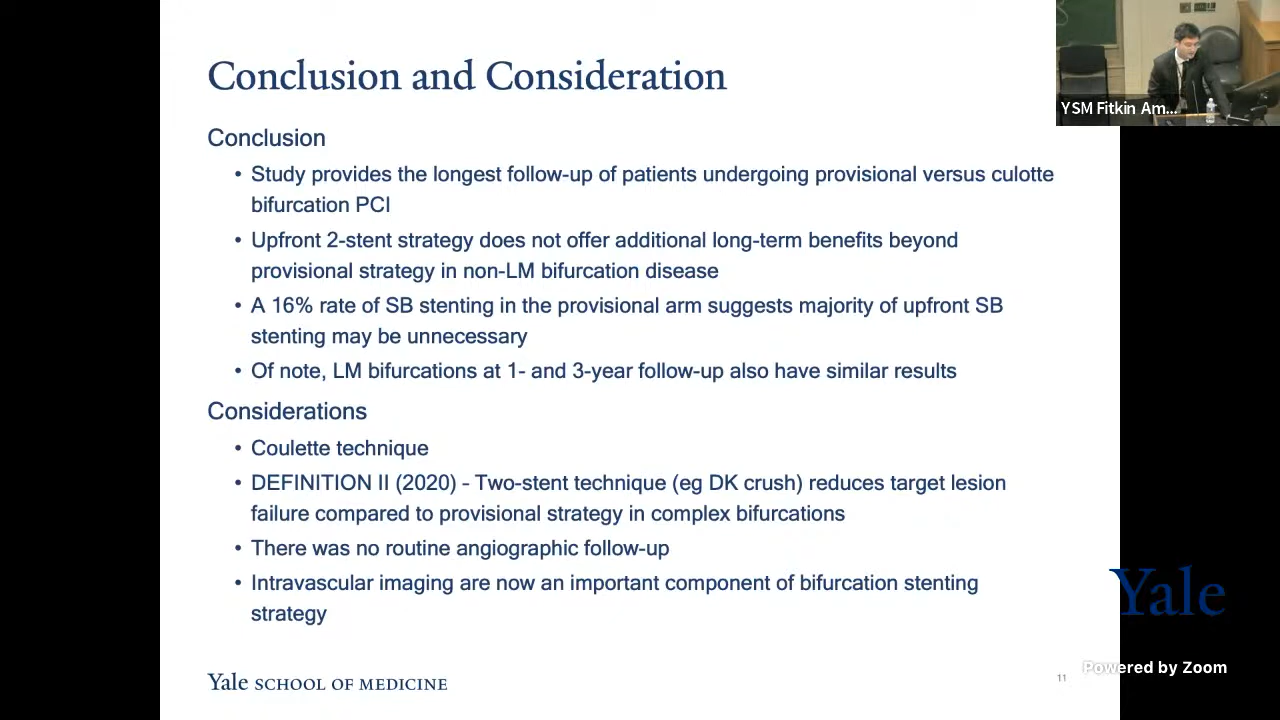 Conclusion and Consideration
YSM Fitkin Am...
Conclusion
• Study provides the longest follow-up of patients undergoing provisional versus culotte
bifurcation PCI
• Upfront 2-stent strategy does not offer additional long-term benefits beyond
provisional strategy in non-LM bifurcation disease
• A 16% rate of SB stenting in the provisional arm suggests majority of upfront SB
stenting may be unnecessary
• Of note, LM bifurcations at 1- and 3-year follow-up also have similar results
Considerations
• Coulette technique
• DEFINITION II (2020) - Two-stent technique (eg DK crush) reduces target lesion
failure compared to provisional strategy in complex bifurcations
• There was no routine angiographic follow-up
• Intravascular imaging are now an important component of bifurcation stenting
strategy
Yale
Powered by Zoom
Yale SCHOOL OF MEDICINE
11